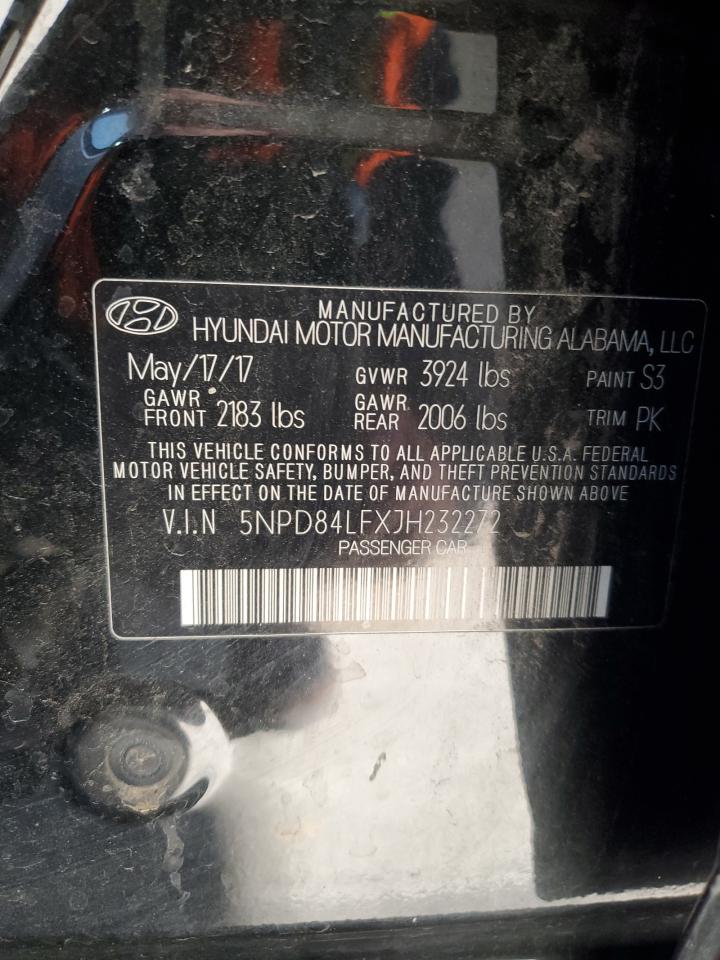 MANUFACTURED BY
HYUNDAI MOTOR MANUFACTURING ALABAMA, LLC
May/17/17 GVWR 3924 lbs PAINT S3
GAWR FRONT 2183 lbs GAWR REAR 2006 lbs TRIM PK
THIS VEHICLE CONFORMS TO ALL APPLICABLE U.S.A. FEDERAL
MOTOR VEHICLE SAFETY, BUMPER, AND THEFT PREVENTION STANDARDS
IN EFFECT ON THE DATE OF MANUFACTURE SHOWN ABOVE
V.I.N 5NPD84LFXJH232272
PASSENGER CAR